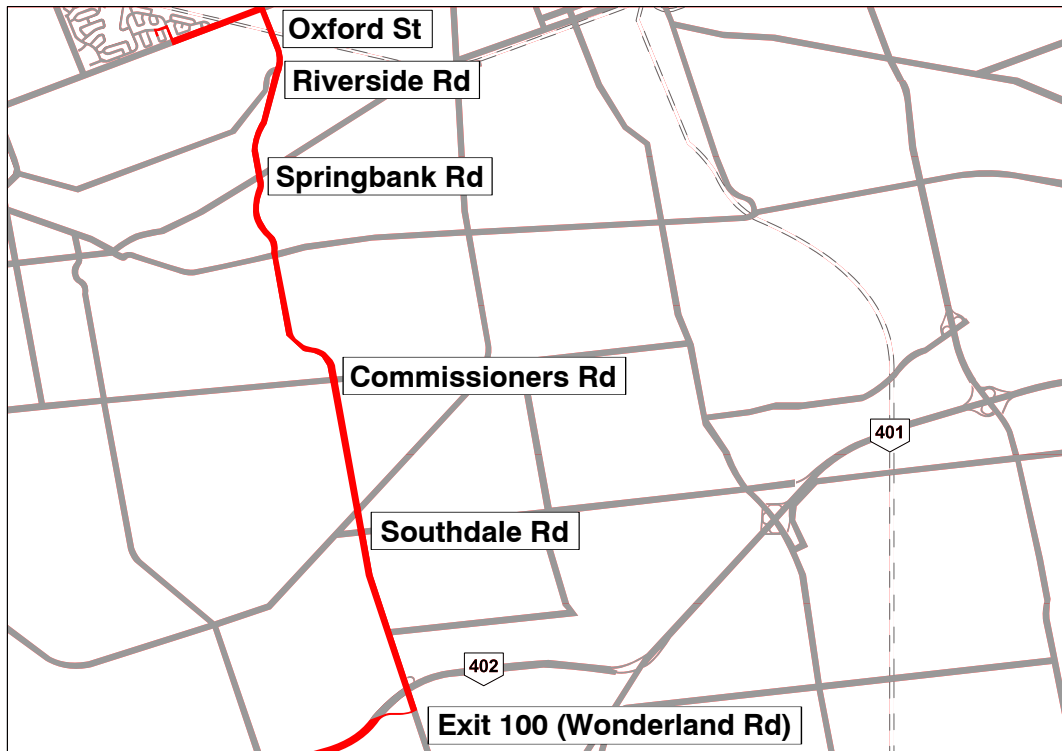 Oxford St
Riverside Rd
Springbank Rd
Commissioners Rd
401
Southdale Rd
402
Exit 100 (Wonderland Rd)